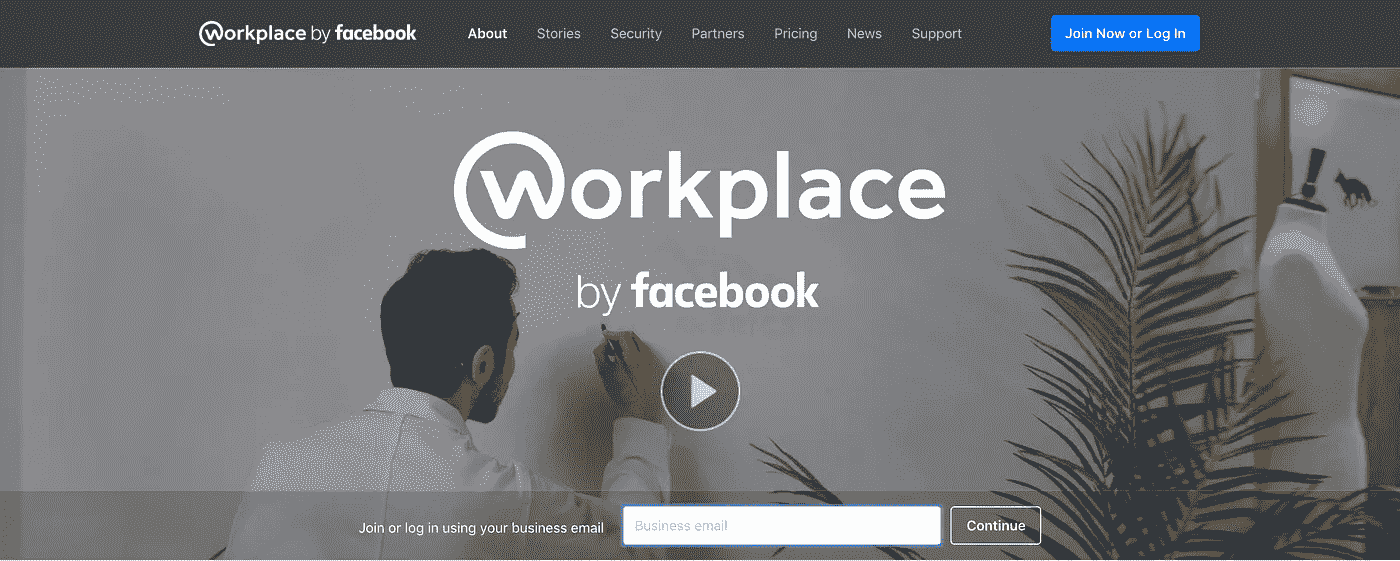 Workplace by facebook About Stories Security Partners Pricing News Support Join Now or Log In
Workplace
by facebook
Join or log in using your business email Business email Continue